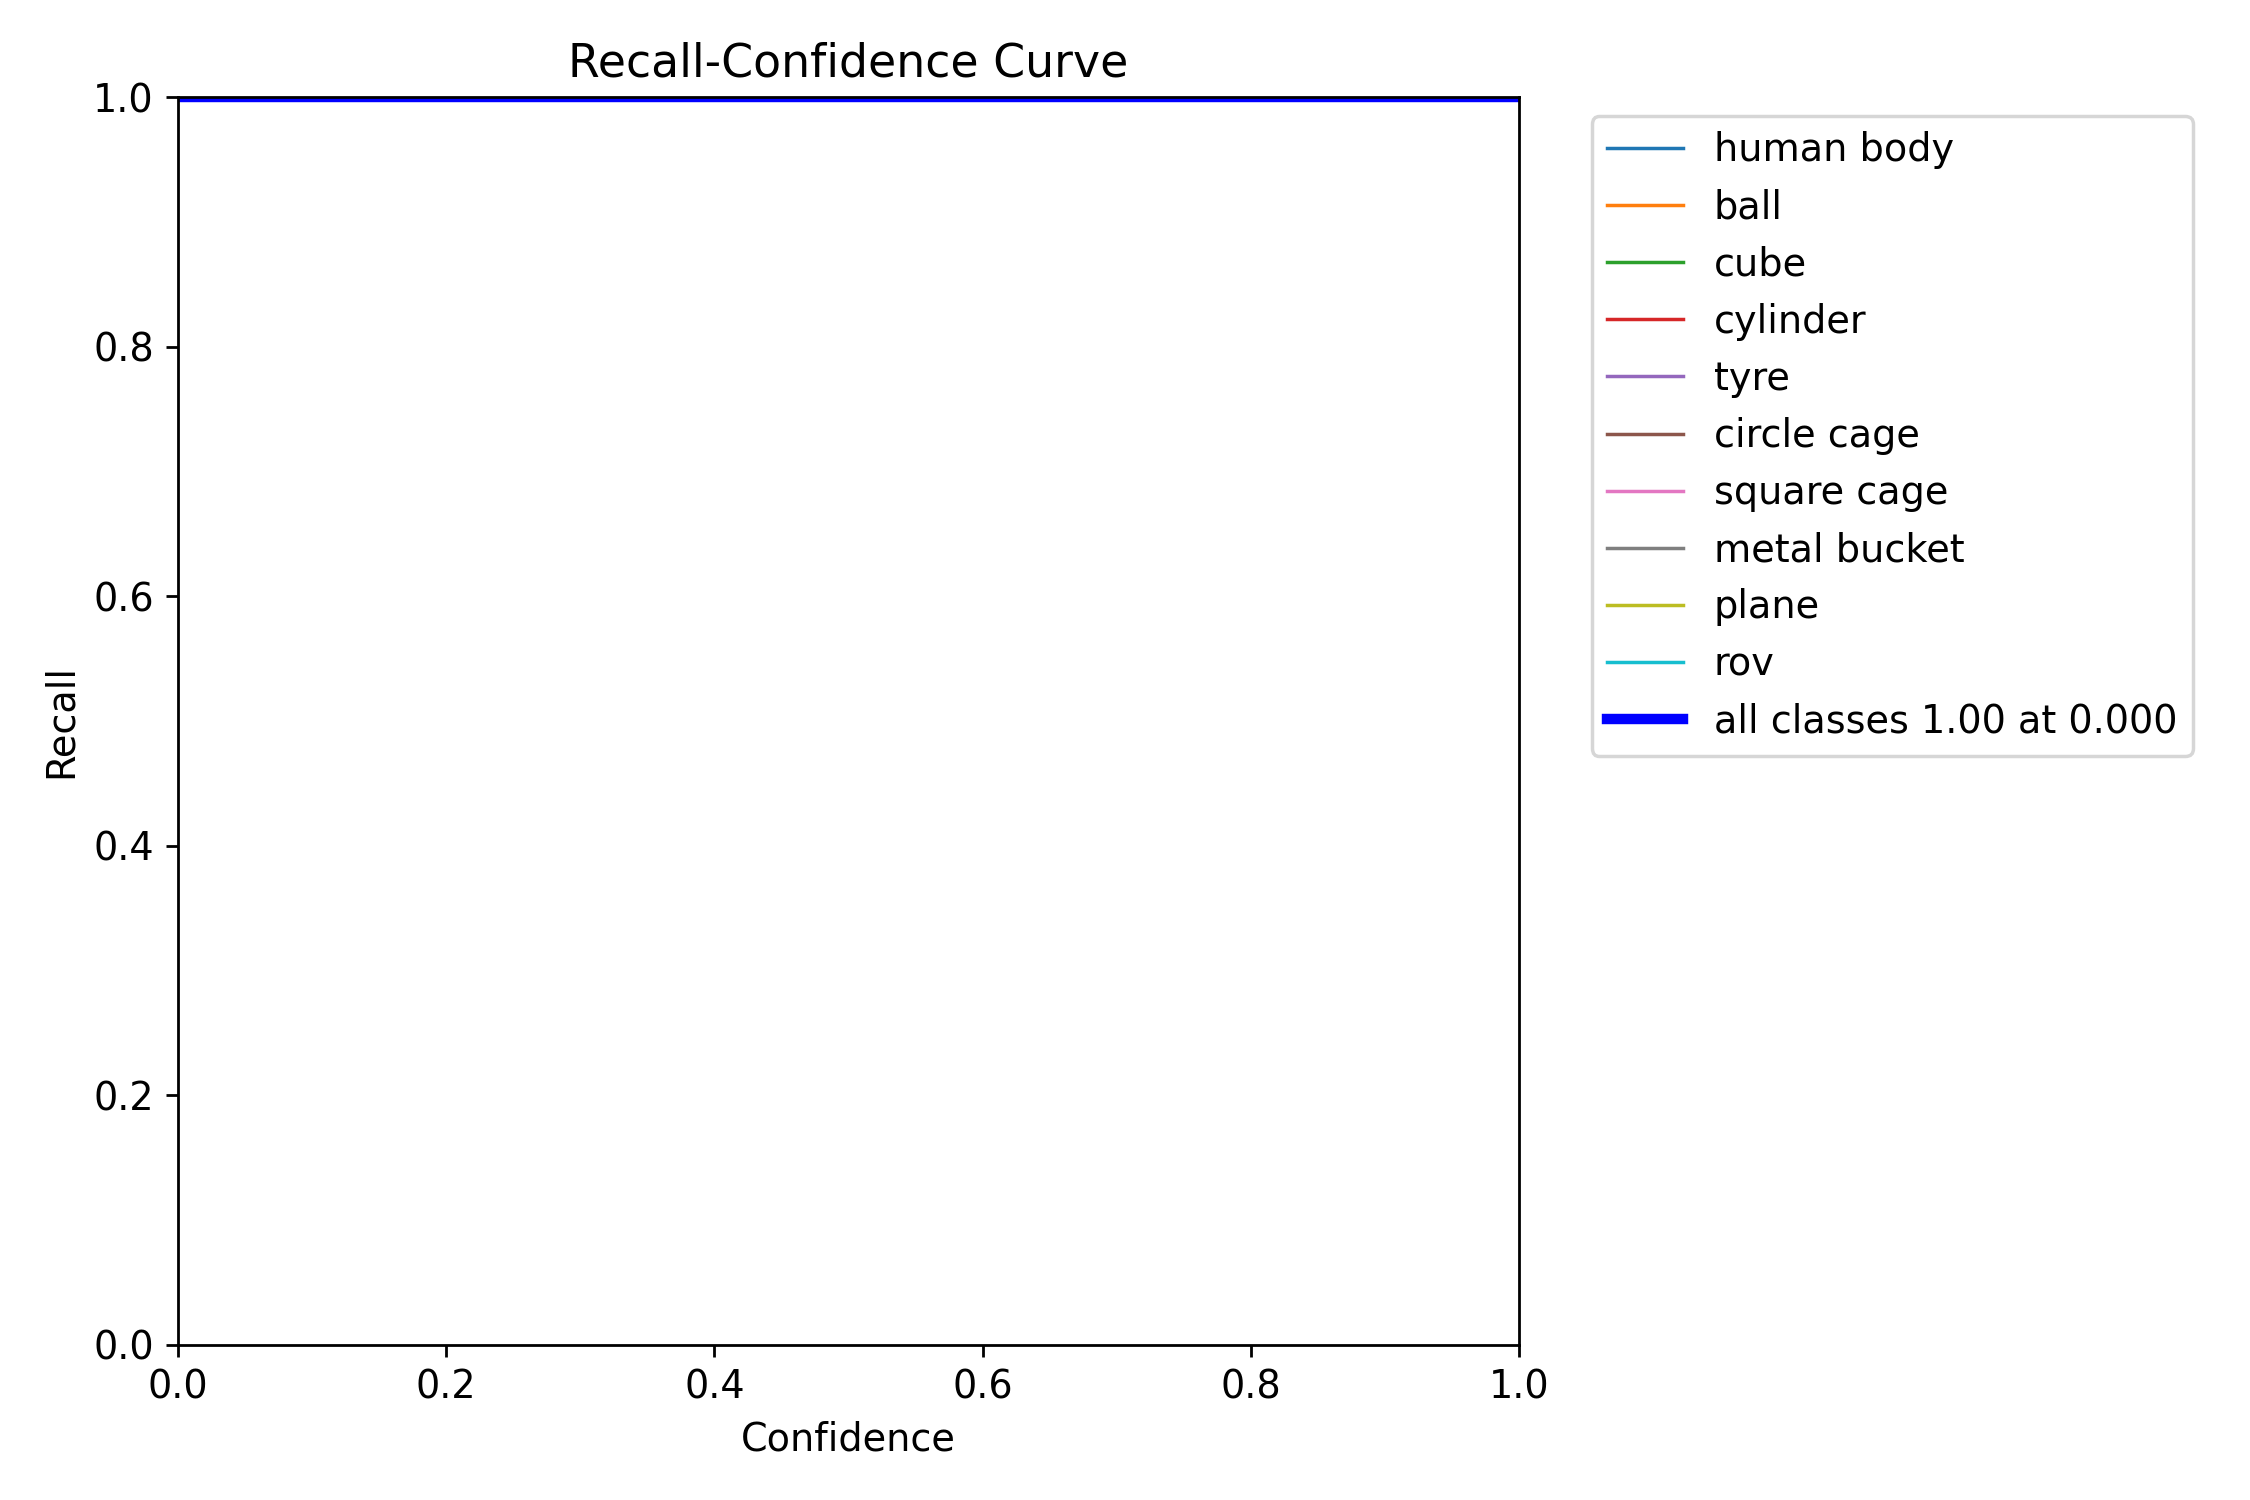 Recall-Confidence Curve
1.0
0.8
0.6
0.4
0.2
0.0
Recall
0.0 0.2 0.4 0.6 0.8 1.0
Confidence
human body
ball
cube
cylinder
tyre
circle cage
square cage
metal bucket
plane
rov
all classes 1.00 at 0.000